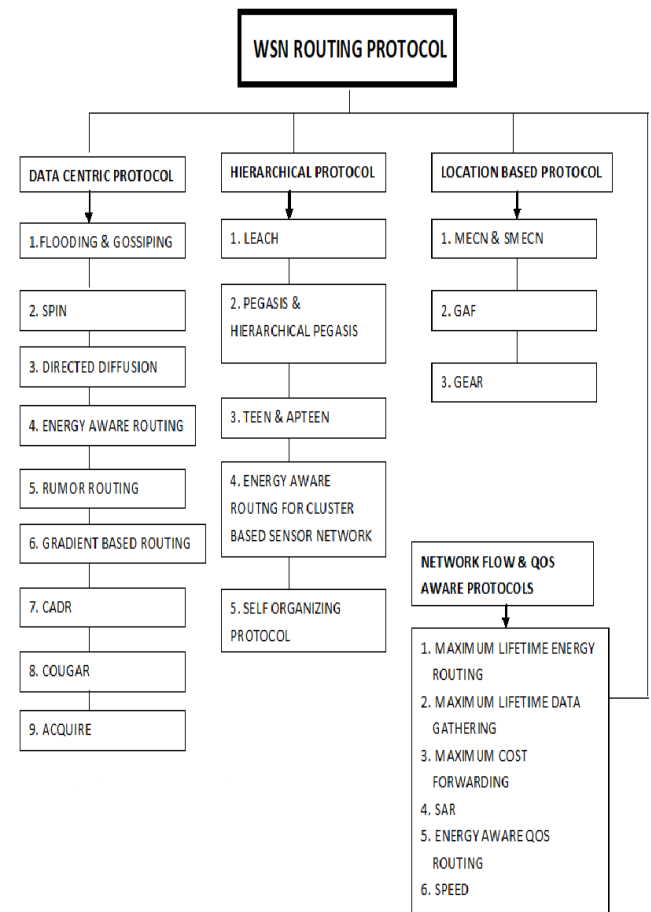 WSN ROUTING PROTOCOL
DATA CENTRIC PROTOCOL
1.FLOODING & GOSSIPING
2. SPIN
3. DIRECTED DIFFUSION
4. ENERGY AWARE ROUTING
5. RUMOR ROUTING
6. GRADIENT BASED ROUTING
7. CADR
8. COUGAR
9. ACQUIRE
HIERARCHICAL PROTOCOL
1. LEACH
2. PEGASIS &
HIERARCHICAL PEGASIS
3. TEEN & APTEEN
4. ENERGY AWARE
ROUTNG FOR CLUSTER
BASED SENSOR NETWORK
5. SELF ORGANIZING
PROTOCOL
LOCATION BASED PROTOCOL
1. MECN & SMECN
2. GAF
3. GEAR
NETWORK FLOW & QOS
AWARE PROTOCOLS
1. MAXIMUM LIFETIME ENERGY
ROUTING
2. MAXIMUM LIFETIME DATA
GATHERING
3. MAXIMUM COST
FORWARDING
4. SAR
5. ENERGY AWARE QOS
ROUTING
6. SPEED